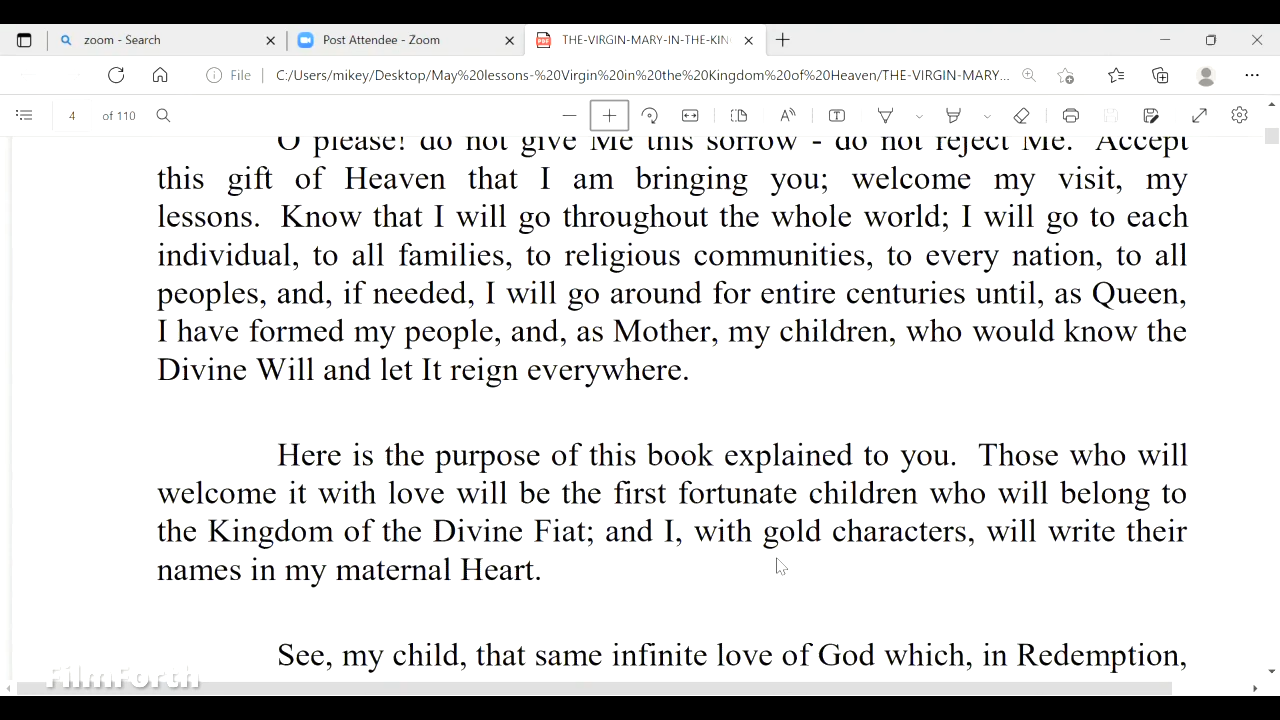 zoom - Search
Post Attendee - Zoom
THE-VIRGIN-MARY-IN-THE-KIN
File
C:/Users/mikey/Desktop/May%20lessons-%20Virgin%20in%20the%20Kingdom%20of%20Heaven/THE-VIRGIN-MARY...
4 of 110
O please! do not give Me this sorrow - do not reject Me. Accept
this gift of Heaven that I am bringing you; welcome my visit, my
lessons. Know that I will go throughout the whole world; I will go to each
individual, to all families, to religious communities, to every nation, to all
peoples, and, if needed, I will go around for entire centuries until, as Queen,
I have formed my people, and, as Mother, my children, who would know the
Divine Will and let It reign everywhere.
Here is the purpose of this book explained to you. Those who will
welcome it with love will be the first fortunate children who will belong to
the Kingdom of the Divine Fiat; and I, with gold characters, will write their
names in my maternal Heart.
See, my child, that same infinite love of God which, in Redemption,
FilmForth